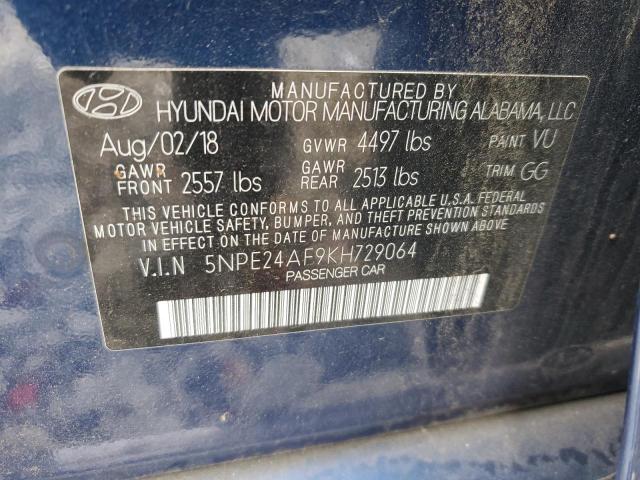 MANUFACTURED BY
HYUNDAI MOTOR MANUFACTURING ALABAMA, LLC
Aug/02/18 GVWR 4497 lbs PAINT VU
GAWR FRONT 2557 lbs GAWR REAR 2513 lbs TRIM GG
THIS VEHICLE CONFORMS TO ALL APPLICABLE U.S.A. FEDERAL
MOTOR VEHICLE SAFETY, BUMPER, AND THEFT PREVENTION STANDARDS
IN EFFECT ON THE DATE OF MANUFACTURE SHOWN ABOVE.
V.I.N 5NPE24AF9KH729064
PASSENGER CAR